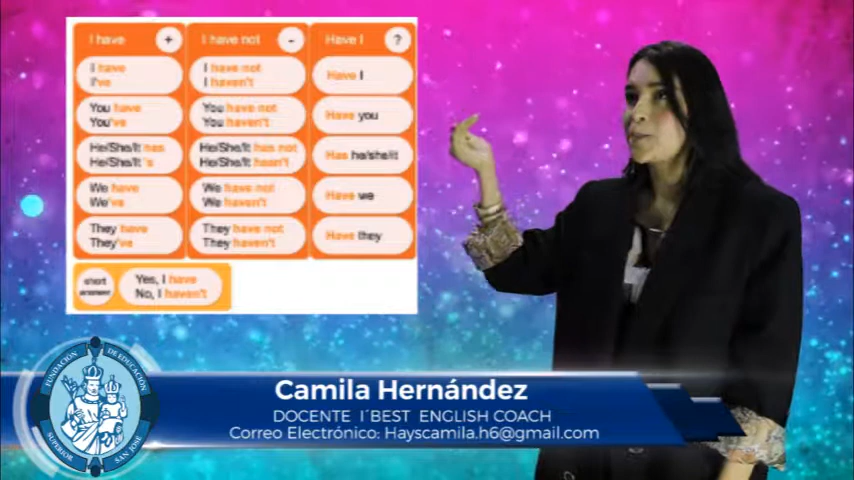 I have + I have not - Have I ?
I have I have not Have I
I've I haven't
You have You have not Have you
You've You haven't
He/She/It has He/She/It has not Has he/she/it
He/She/It 's He/She/It hasn't
We have We have not Have we
We've We haven't
They have They have not Have they
They've They haven't
short answer
Yes, I have
No, I haven't
Camila Hernández
DOCENTE I´BEST ENGLISH COACH
Correo Electrónico: Hayscamila.h6@gmail.com
FUNDACIÓN DE EDUCACIÓN
SUPERIOR SAN JOSÉ